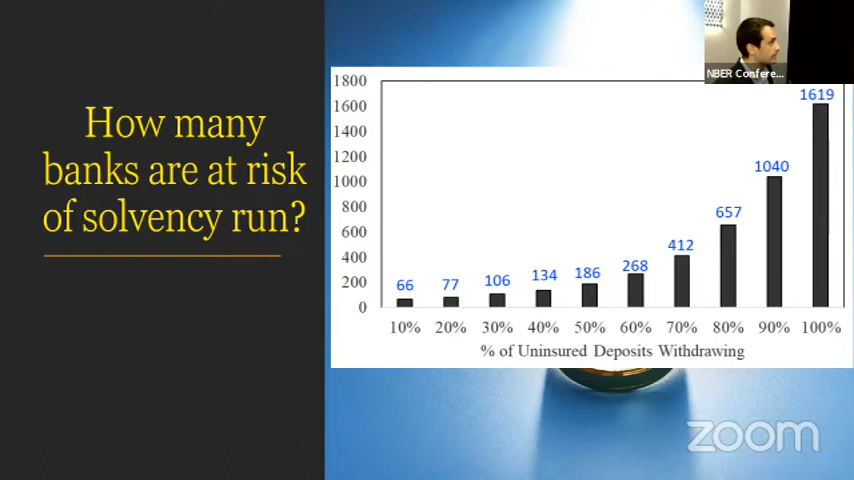 How many
banks are at risk
of solvency run?
NBER Confere...
1800
1600
1400
1200
1000
800
600
400
200
0
66
77
106
134
186
268
412
657
1040
1619
10% 20% 30% 40% 50% 60% 70% 80% 90% 100%
% of Uninsured Deposits Withdrawing
zoom